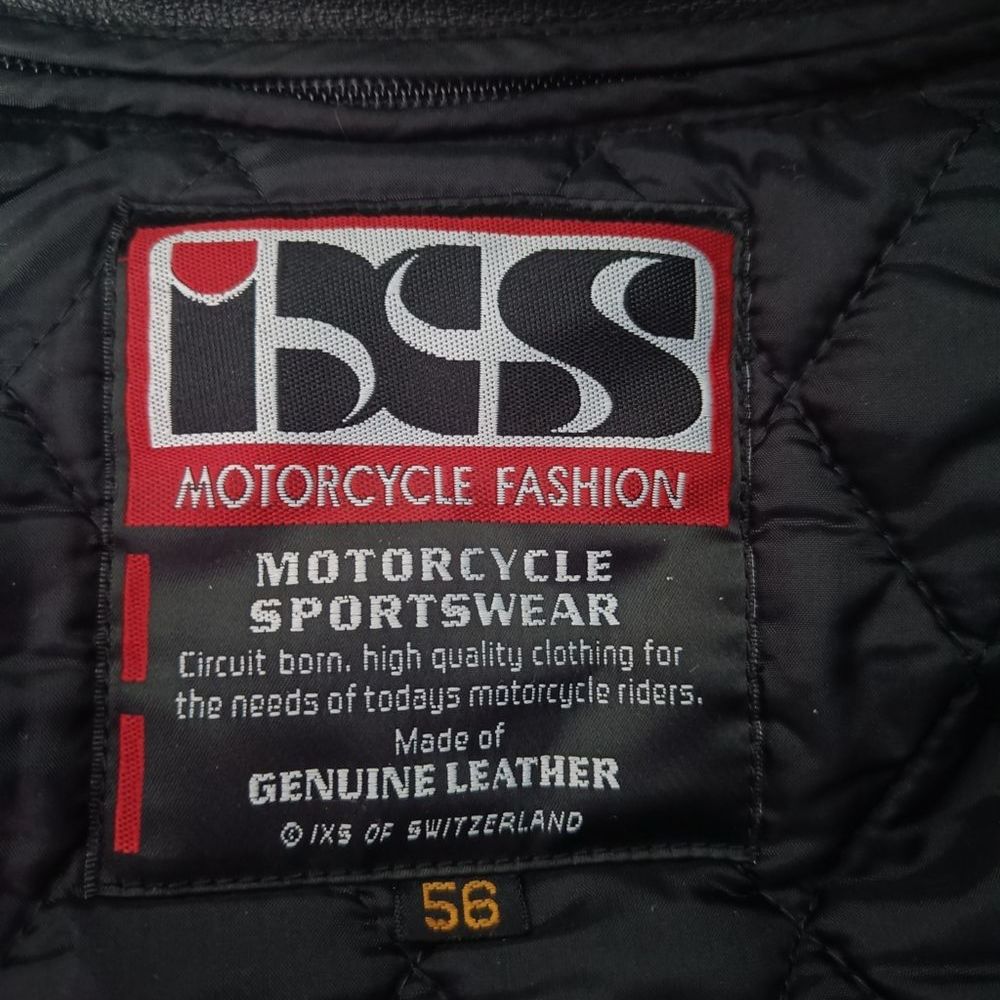 ixs
MOTORCYCLE FASHION
MOTORCYCLE
SPORTSWEAR
Circuit born. high quality clothing for
the needs of todays motorcycle riders.
Made of
GENUINE LEATHER
© IXS OF SWITZERLAND
56